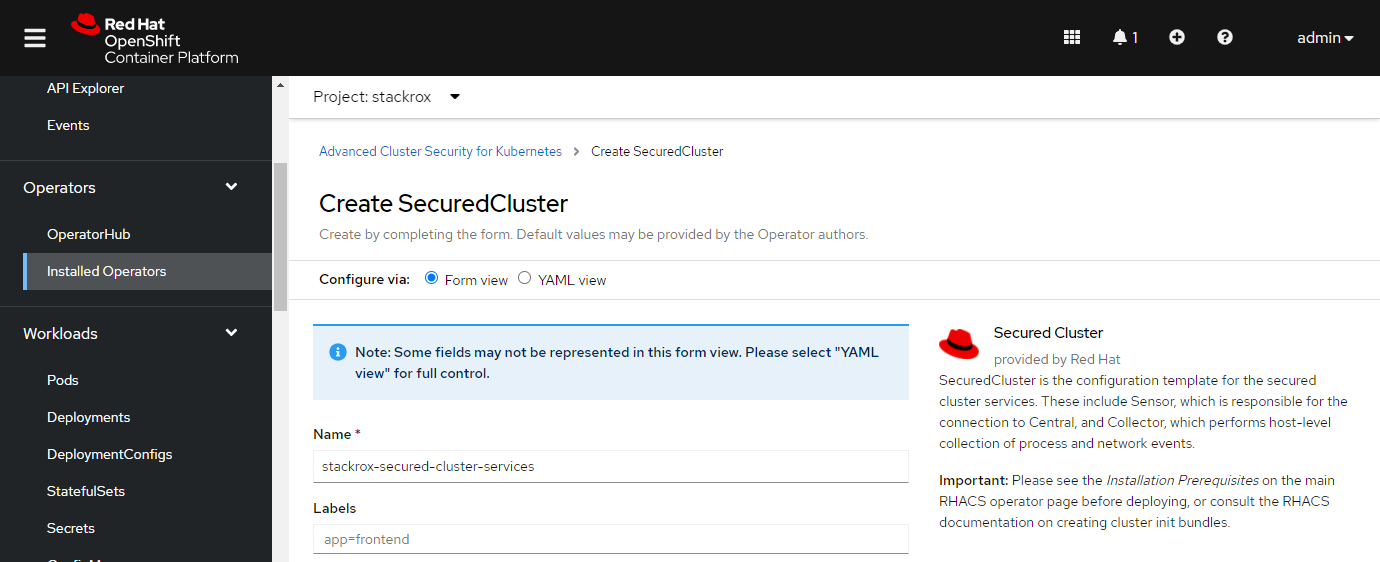 Red Hat
OpenShift
Container Platform
1
admin
API Explorer
Events
Operators
OperatorHub
Installed Operators
Workloads
Pods
Deployments
DeploymentConfigs
StatefulSets
Secrets
Project: stackrox
Advanced Cluster Security for Kubernetes > Create SecuredCluster
Create SecuredCluster
Create by completing the form. Default values may be provided by the Operator authors.
Configure via: Form view YAML view
Note: Some fields may not be represented in this form view. Please select "YAML
view" for full control.
Name *
stackrox-secured-cluster-services
Labels
app=frontend
Secured Cluster
provided by Red Hat
SecuredCluster is the configuration template for the secured
cluster services. These include Sensor, which is responsible for the
connection to Central, and Collector, which performs host-level
collection of process and network events.
Important: Please see the Installation Prerequisites on the main
RHACS operator page before deploying, or consult the RHACS
documentation on creating cluster init bundles.